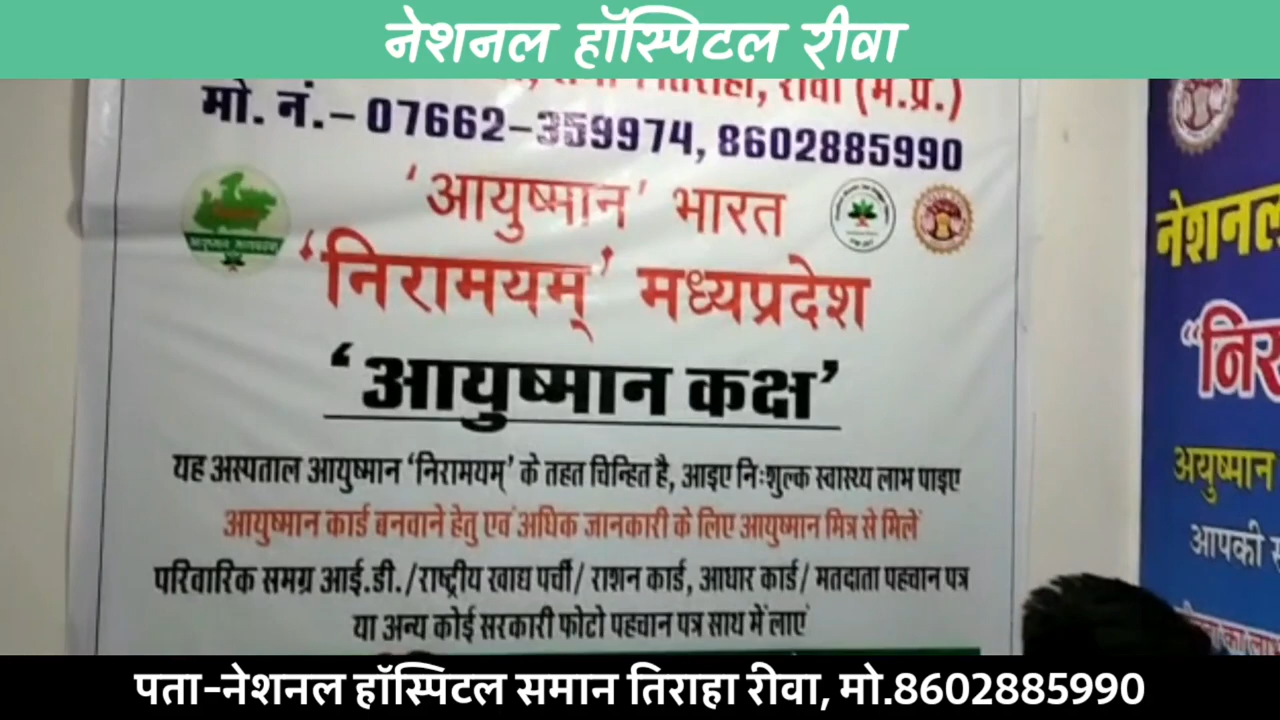 नेशनल हॉस्पिटल रीवा
तिराहा, रीवा (म.प्र.)
मो. नं.- 07662-359974, 8602885990
'आयुष्मान' भारत
'निरामयम्' मध्यप्रदेश
'आयुष्मान कक्ष'
यह अस्पताल आयुष्मान 'निरामयम्' के तहत चिन्हित है, आइए निःशुल्क स्वास्थ्य लाभ पाइए
आयुष्मान कार्ड बनवाने हेतु एवं अधिक जानकारी के लिए आयुष्मान मित्र से मिलें
परिवारिक समग्र आई.डी./राष्ट्रीय खाद्य पर्ची/ राशन कार्ड, आधार कार्ड/ मतदाता पहचान पत्र
या अन्य कोई सरकारी फोटो पहचान पत्र साथ में लाएं
नेशनल
"निर
अयुष्मान
आपकी
का लाभ
पता-नेशनल हॉस्पिटल समान तिराहा रीवा, मो.8602885990